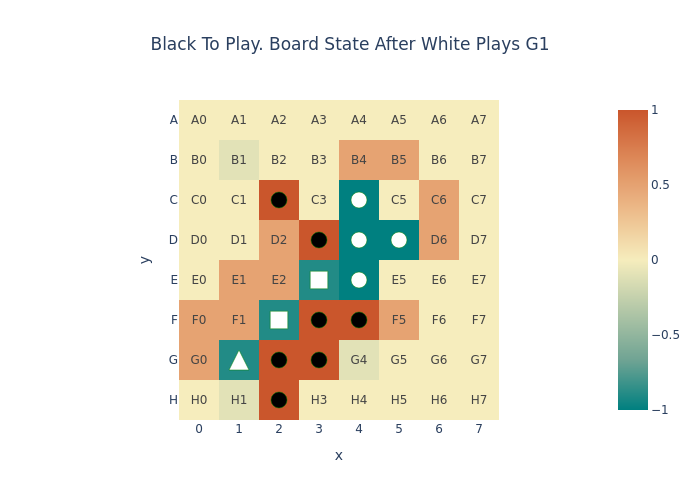 Black To Play. Board State After White Plays G1
A A0 A1 A2 A3 A4 A5 A6 A7
B B0 B1 B2 B3 B4 B5 B6 B7
C C0 C1 C3 C5 C6 C7
D D0 D1 D2 D6 D7
E E0 E1 E2 E5 E6 E7
F F0 F1 F5 F6 F7
G G0 G4 G5 G6 G7
H H0 H1 H3 H4 H5 H6 H7
0 1 2 3 4 5 6 7
x
y
1
0.5
0
−0.5
−1